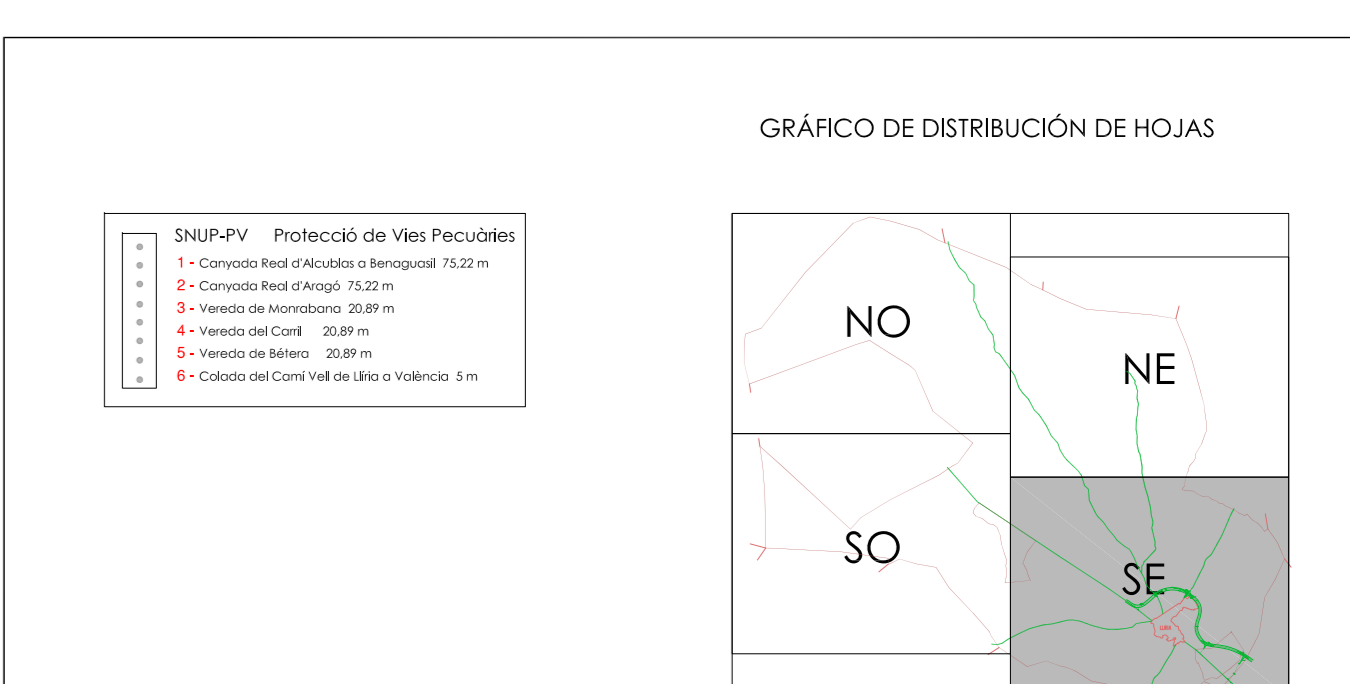 GRÁFICO DE DISTRIBUCIÓN DE HOJAS
SNUP-PV Protecció de Vies Pecuàries
1 - Canyada Real d'Alcublas a Benaguasil 75,22 m
2 - Canyada Real d'Aragó 75,22 m
3 - Vereda de Monrabana 20,89 m
4 - Vereda del Carril 20,89 m
5 - Vereda de Bétera 20,89 m
6 - Colada del Camí Vell de Llíria a València 5 m
NO
NE
SO
SE